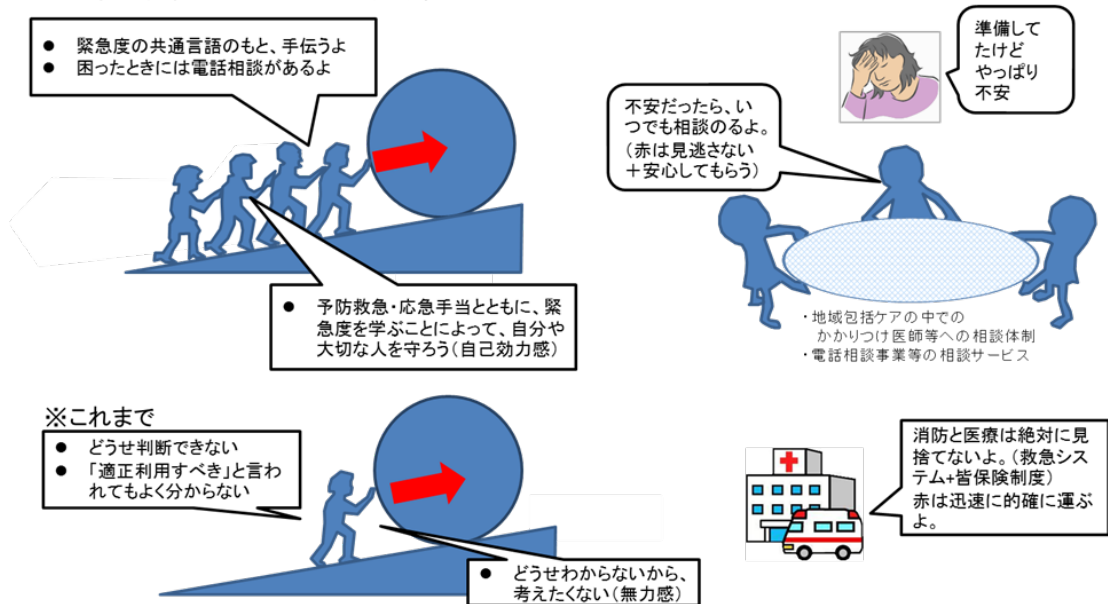 ● 緊急度の共通言語のもと、手伝うよ
● 困ったときには電話相談があるよ
準備して
たけど
やっぱり
不安
不安だったら、い
つでも相談のるよ。
(赤は見逃さない
+安心してもらう)
● 予防救急・応急手当とともに、緊
急度を学ぶことによって、自分や
大切な人を守ろう(自己効力感)
・地域包括ケアの中での
かかりつけ医師等への相談体制
・電話相談事業等の相談サービス
※これまで
● どうせ判断できない
● 「適正利用すべき」と言わ
れてもよく分からない
● どうせわからないから、
考えたくない(無力感)
消防と医療は絶対に見
捨てないよ。(救急シス
テム+皆保険制度)
赤は迅速に的確に運ぶ
よ。